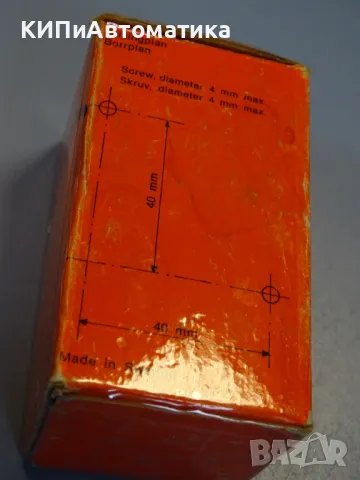 КИПиАвтоматика
Borrplan
Screw, diameter 4 mm max.
Skruv, diameter 4 mm max.
40 mm
40 mm
Made in
BAZAR